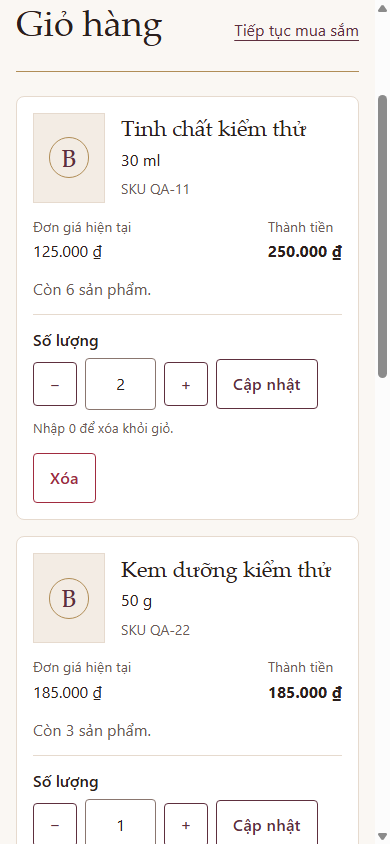 Giỏ hàng
Tiếp tục mua sắm
B
Tinh chất kiểm thử
30 ml
SKU QA-11
Đơn giá hiện tại
Thành tiền
125.000 ₫
250.000 ₫
Còn 6 sản phẩm.
Số lượng
− 2 + Cập nhật
Nhập 0 để xóa khỏi giỏ.
Xóa
B
Kem dưỡng kiểm thử
50 g
SKU QA-22
Đơn giá hiện tại
Thành tiền
185.000 ₫
185.000 ₫
Còn 3 sản phẩm.
Số lượng
− 1 + Cập nhật